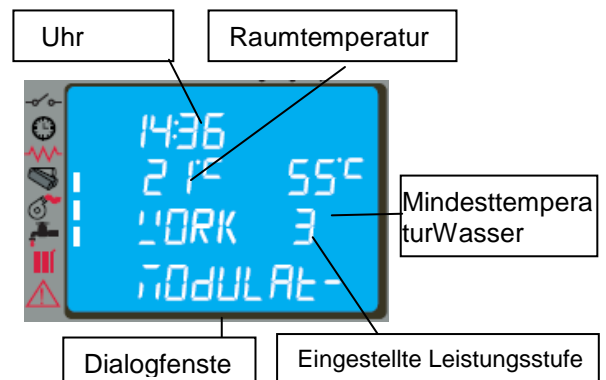 Uhr
Raumtemperatur
14:36
21°C 55°C
WORK 3
MODULAT-
Mindesttempera
turWasser
Dialogfenste
Eingestellte Leistungsstufe